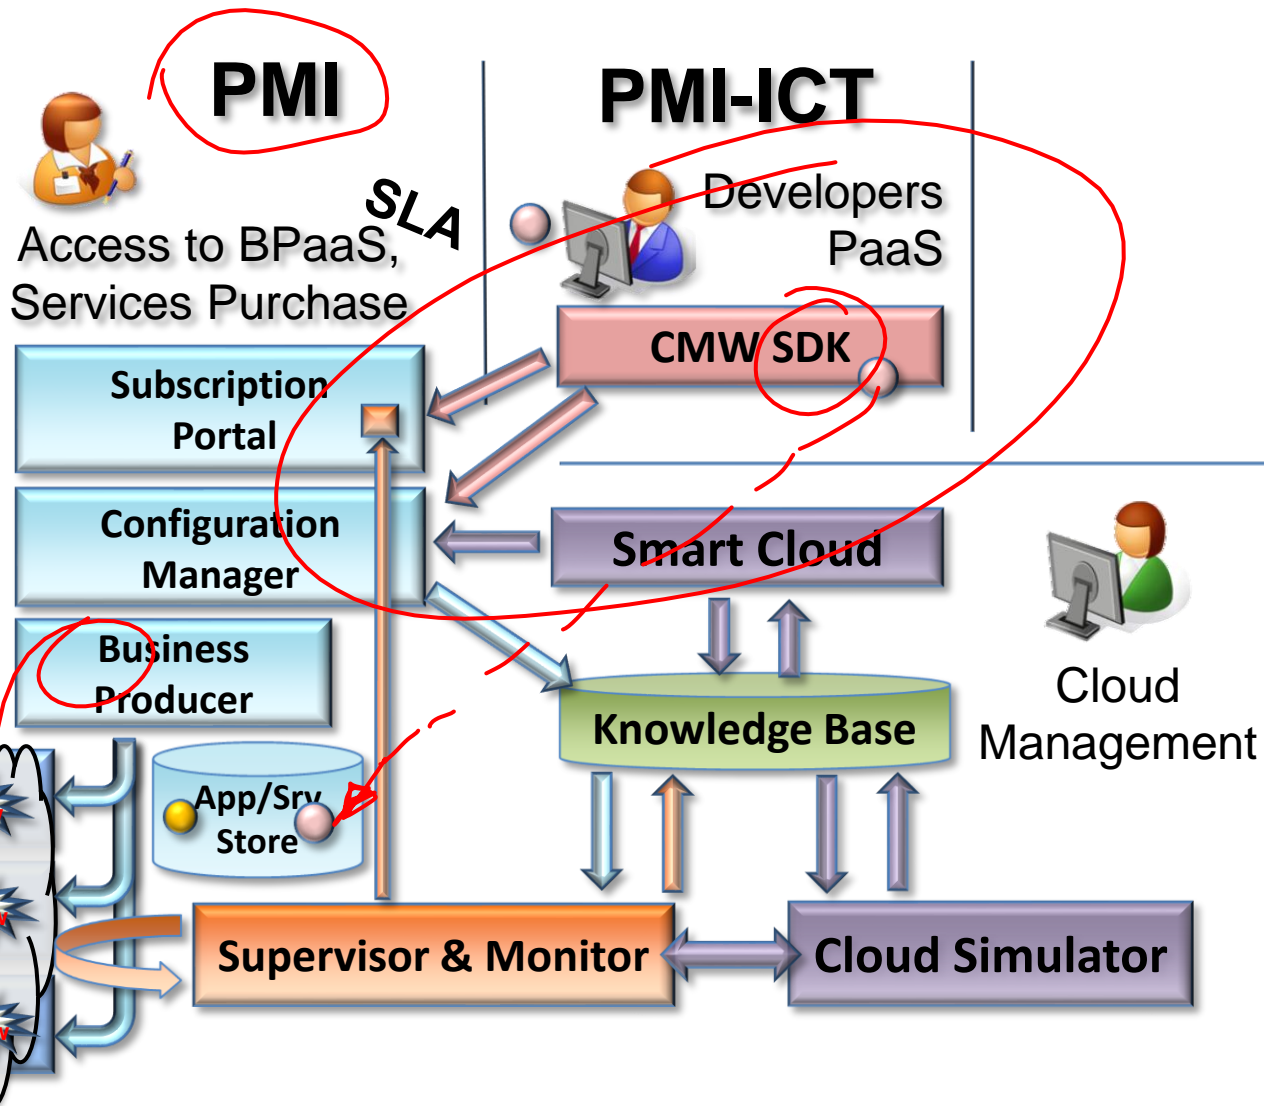 PMI
PMI-ICT
SLA
Developers
PaaS
Access to BPaaS,
Services Purchase
CMW SDK
Subscription
Portal
Configuration
Manager
Smart Cloud
Business
Producer
Knowledge Base
Cloud
Management
App/Srv
Store
Supervisor & Monitor
Cloud Simulator